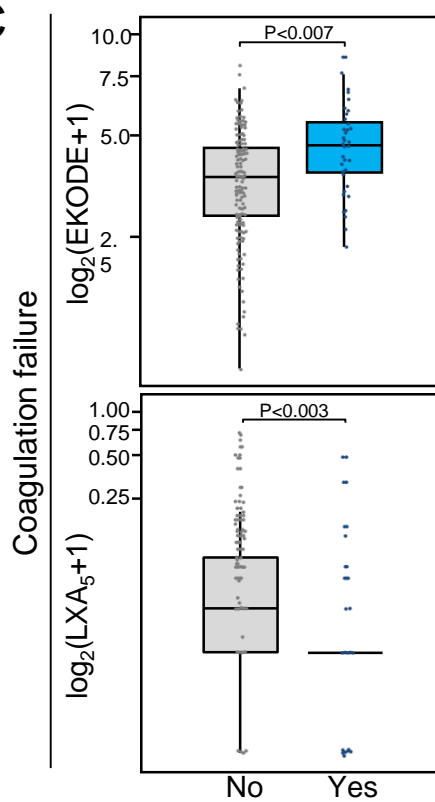 C
P<0.007
10.0
7.5
5.0
2.
5
log2(EKODE+1)
Coagulation failure
P<0.003
1.00
0.75
0.50
0.25
log2(LXA5+1)
No Yes